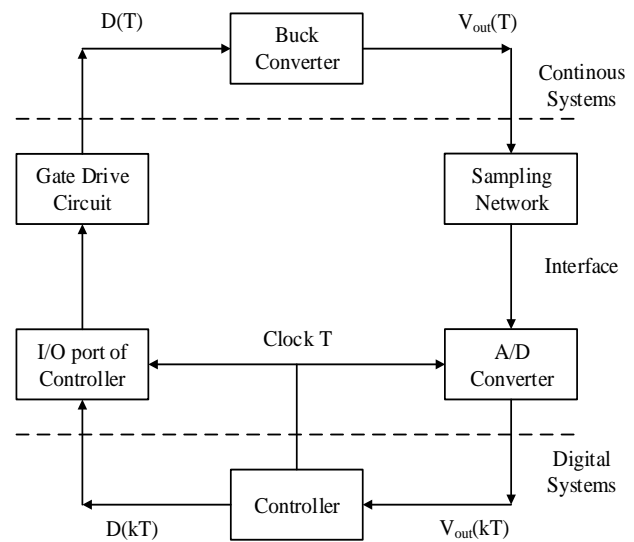 D(T)
Buck
Converter
V_out(T)
Continous
Systems
Gate Drive
Circuit
Sampling
Network
Interface
I/O port of
Controller
Clock T
A/D
Converter
Digital
Systems
Controller
D(kT)
V_out(kT)